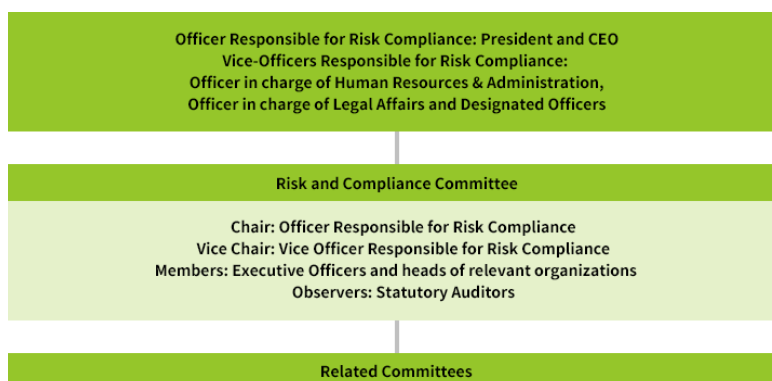 Officer Responsible for Risk Compliance: President and CEO
Vice-Officers Responsible for Risk Compliance:
Officer in charge of Human Resources & Administration,
Officer in charge of Legal Affairs and Designated Officers
Risk and Compliance Committee
Chair: Officer Responsible for Risk Compliance
Vice Chair: Vice Officer Responsible for Risk Compliance
Members: Executive Officers and heads of relevant organizations
Observers: Statutory Auditors
Related Committees